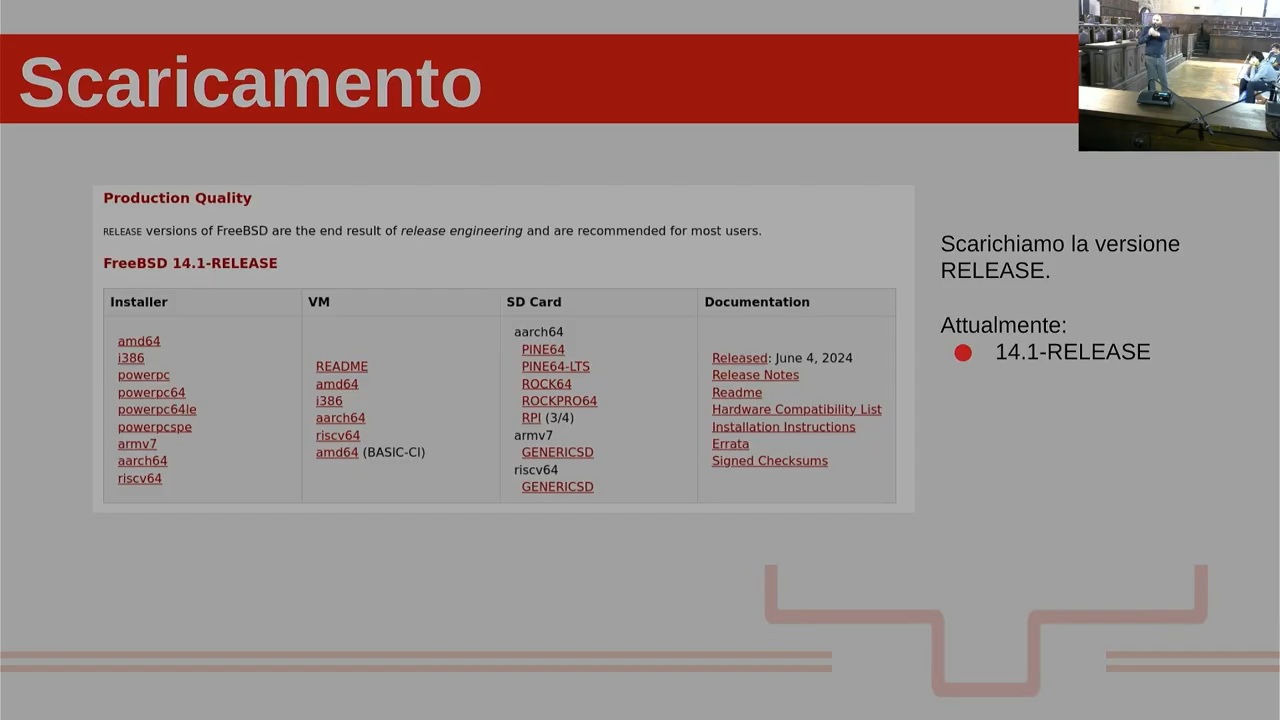 Scaricamento
Production Quality
RELEASE versions of FreeBSD are the end result of release engineering and are recommended for most users.
FreeBSD 14.1-RELEASE
Installer
amd64
i386
powerpc
powerpc64
powerpc64le
powerpcspe
armv7
aarch64
riscv64
VM
README
amd64
i386
aarch64
riscv64
amd64 (BASIC-CI)
SD Card
aarch64
PINE64
PINE64-LTS
ROCK64
ROCKPRO64
RPI (3/4)
armv7
GENERICSD
riscv64
GENERICSD
Documentation
Released: June 4, 2024
Release Notes
Readme
Hardware Compatibility List
Installation Instructions
Errata
Signed Checksums
Scarichiamo la versione
RELEASE.
Attualmente:
14.1-RELEASE